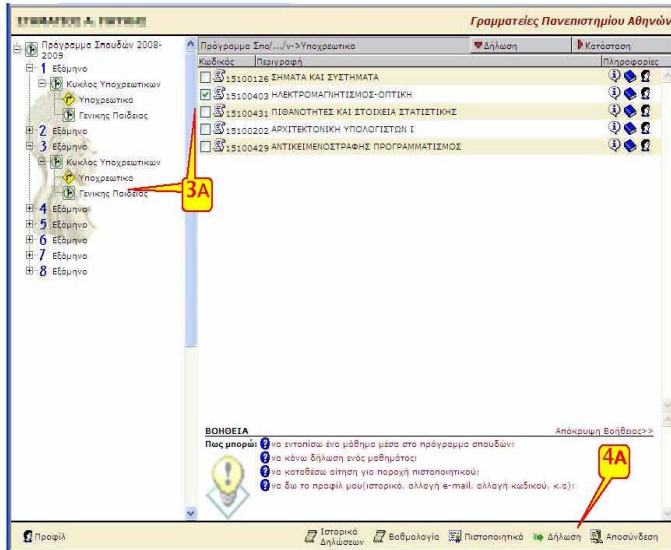 Γραμματείες Πανεπιστημίου Αθηνών
Πρόγραμμα Σπουδών 2008-
2009
1 Εξάμηνο
Κυκλος Υποχρεωτικων
Υποχρεωτικα
Γενικης Παιδειας
2 Εξάμηνο
3 Εξάμηνο
Κυκλος Υποχρεωτικων
Υποχρεωτικα
Γενικης Παιδειας
4 Εξάμηνο
5 Εξάμηνο
6 Εξάμηνο
7 Εξάμηνο
8 Εξάμηνο
Πρόγραμμα Σπο/.../ν->Υποχρεωτικα Δήλωση Κατάσταση
Κωδικός Περιγραφή Πληροφορίες
15100126 ΣΗΜΑΤΑ ΚΑΙ ΣΥΣΤΗΜΑΤΑ
15100403 ΗΛΕΚΤΡΟΜΑΓΝΗΤΙΣΜΟΣ-ΟΠΤΙΚΗ
15100431 ΠΙΘΑΝΟΤΗΤΕΣ ΚΑΙ ΣΤΟΙΧΕΙΑ ΣΤΑΤΙΣΤΙΚΗΣ
15100202 ΑΡΧΙΤΕΚΤΟΝΙΚΗ ΥΠΟΛΟΓΙΣΤΩΝ Ι
15100429 ΑΝΤΙΚΕΙΜΕΝΟΣΤΡΑΦΗΣ ΠΡΟΓΡΑΜΜΑΤΙΣΜΟΣ
3Α
ΒΟΗΘΕΙΑ Απόκρυψη Βοήθειας>>
Πως μπορώ: να εντοπίσω ένα μάθημα μέσα στο πρόγραμμα σπουδών;
να κάνω δήλωση ενός μαθημάτος;
να καταθέσω αίτηση για παροχή πιστοποιητικού;
να δω το προφίλ μου(ιστορικό, αλλαγή e-mail, αλλαγή κωδικού, κ.α);
4Α
Προφίλ Ιστορικό Δηλώσεων Βαθμολογία Πιστοποιητικά Δήλωση Αποσύνδεση